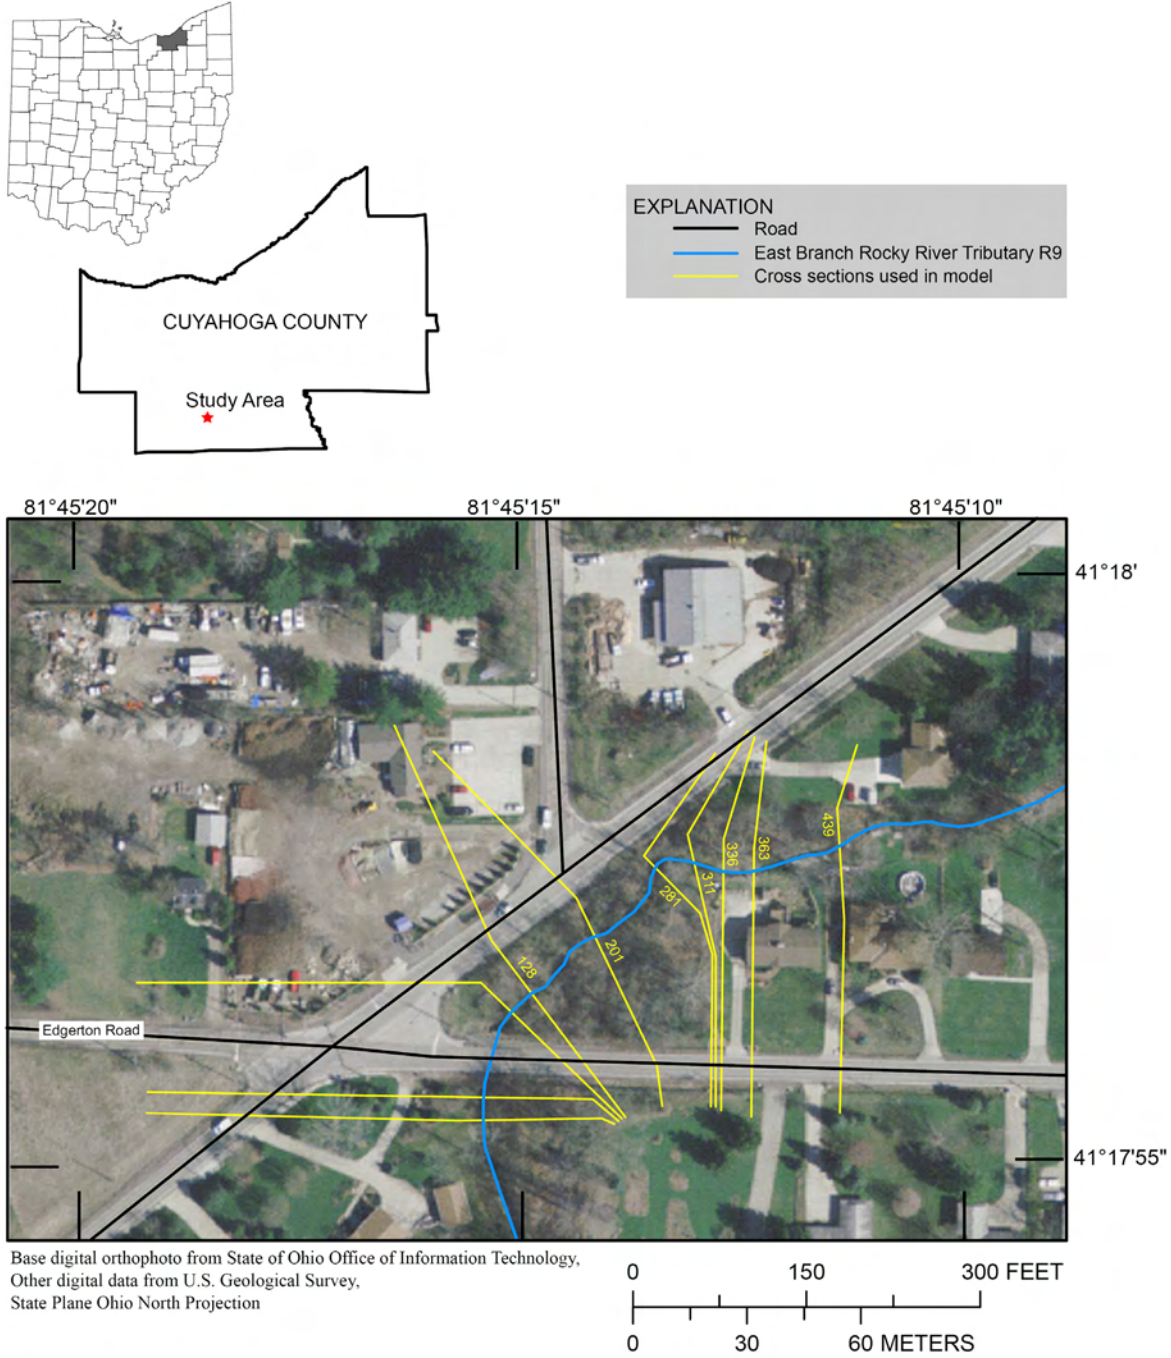 CUYAHOGA COUNTY
Study Area
EXPLANATION
Road
East Branch Rocky River Tributary R9
Cross sections used in model
81°45'20"
81°45'15"
81°45'10"
41°18'
439
363
336
311
281
201
128
Edgerton Road
41°17'55"
Base digital orthophoto from State of Ohio Office of Information Technology,
Other digital data from U.S. Geological Survey,
State Plane Ohio North Projection
0 150 300 FEET
0 30 60 METERS